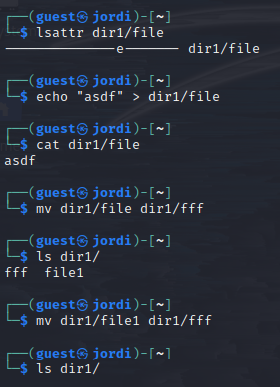 ┌──(guest㉿jordi)-[~]
└─$ lsattr dir1/file
--------------e------- dir1/file
┌──(guest㉿jordi)-[~]
└─$ echo "asdf" > dir1/file
┌──(guest㉿jordi)-[~]
└─$ cat dir1/file
asdf
┌──(guest㉿jordi)-[~]
└─$ mv dir1/file dir1/fff
┌──(guest㉿jordi)-[~]
└─$ ls dir1/
fff  file1
┌──(guest㉿jordi)-[~]
└─$ mv dir1/file1 dir1/fff
┌──(guest㉿jordi)-[~]
└─$ ls dir1/